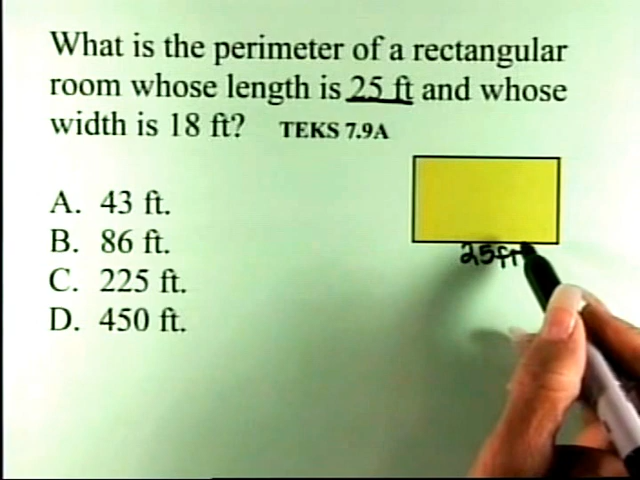 What is the perimeter of a rectangular
room whose length is 25 ft and whose
width is 18 ft? TEKS 7.9A
A. 43 ft.
B. 86 ft.
C. 225 ft.
D. 450 ft.
25ft